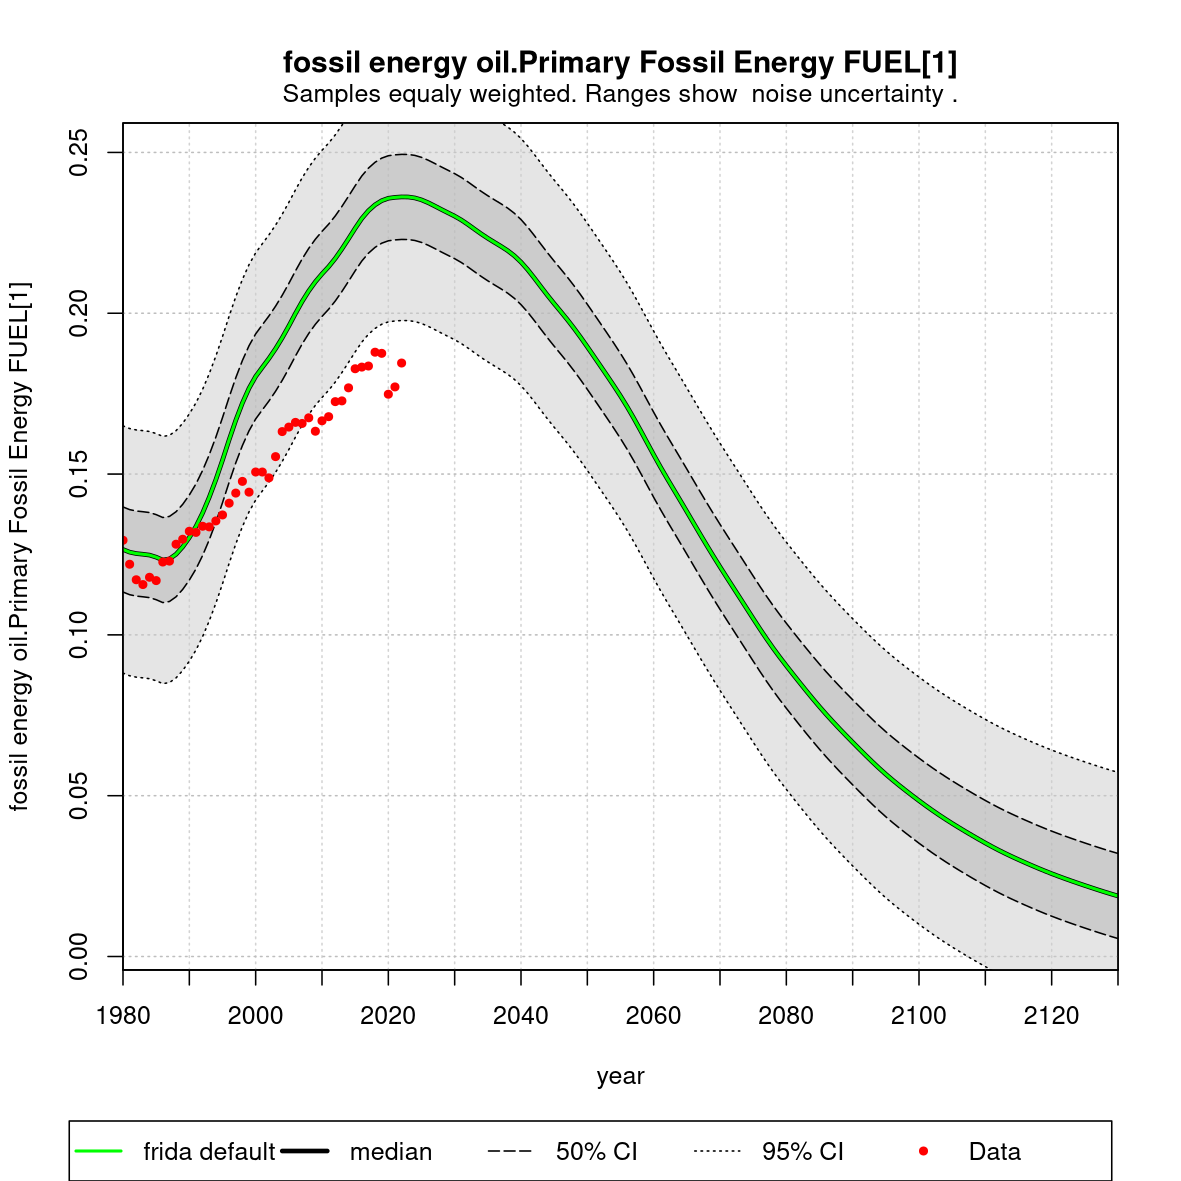 fossil energy oil.Primary Fossil Energy FUEL[1]
Samples equaly weighted. Ranges show  noise uncertainty .
fossil energy oil.Primary Fossil Energy FUEL[1]
0.25
0.20
0.15
0.10
0.05
0.00
1980 2000 2020 2040 2060 2080 2100 2120
year
frida default median 50% CI 95% CI Data